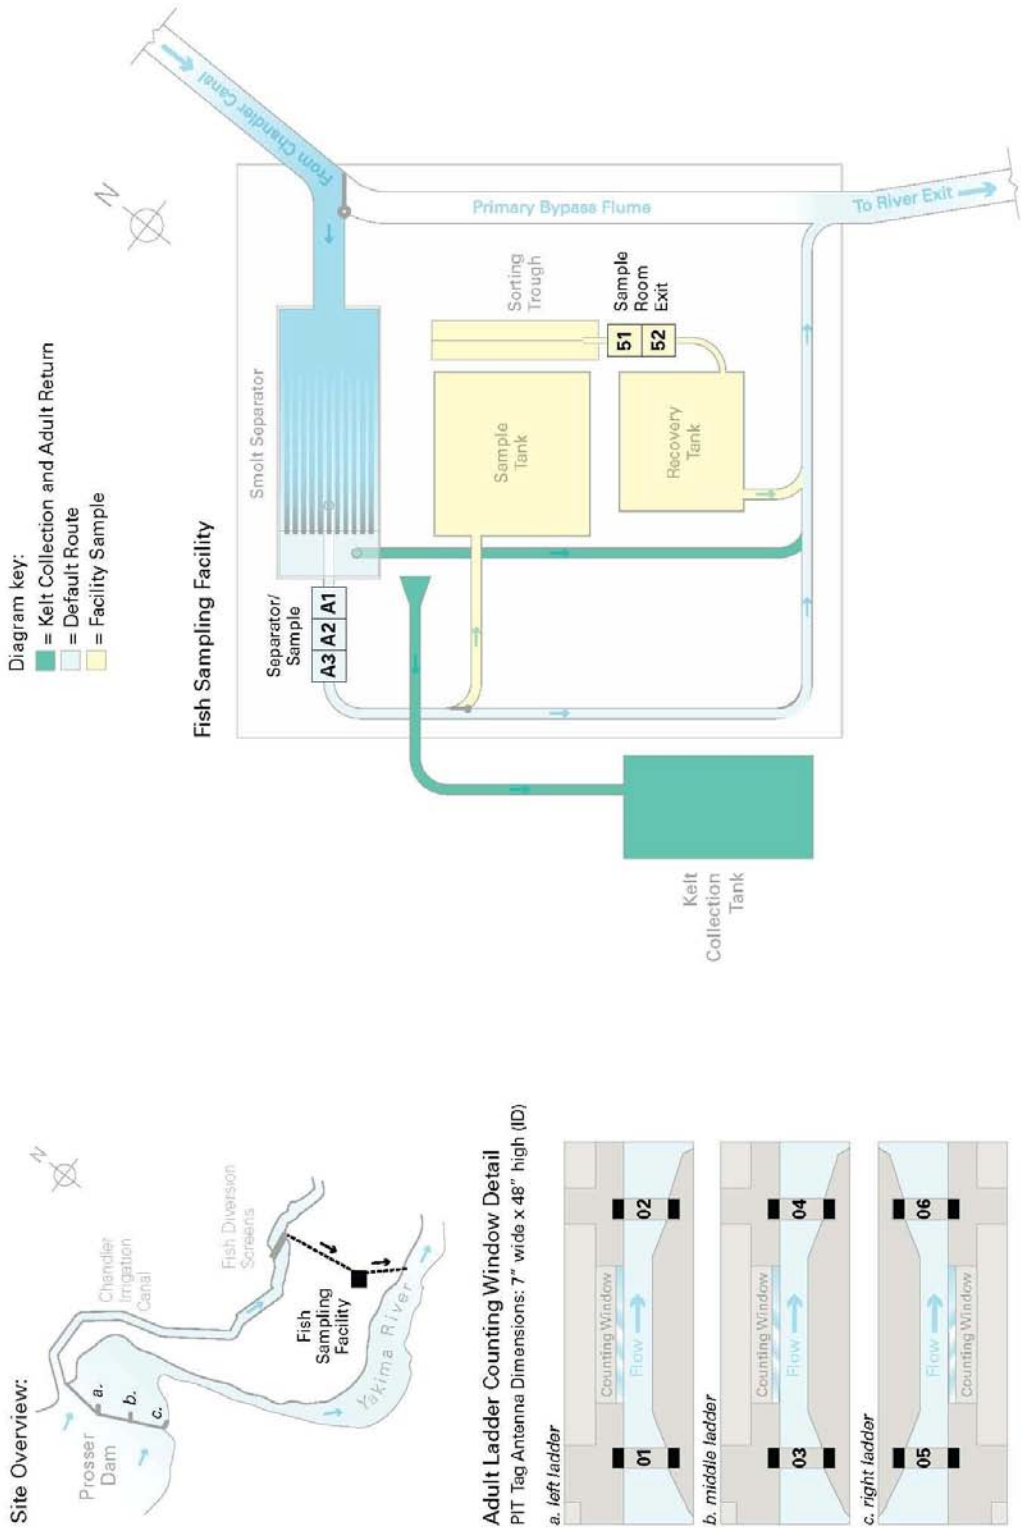 Site Overview:
N
Prosser
Dam
a.
b.
c.
Chandler
Irrigation
Canal
Fish Diversion
Screens
Fish
Sampling
Facility
Yakima River
Adult Ladder Counting Window Detail
PIT Tag Antenna Dimensions: 7" wide x 48" high (ID)
a. left ladder
Counting Window
01
Flow
02
b. middle ladder
Counting Window
03
Flow
04
c. right ladder
05
Flow
06
Counting Window
Diagram key:
= Kelt Collection and Adult Return
= Default Route
= Facility Sample
N
Fish Sampling Facility
From Chandler Canal
Smolt Separator
Separator/
Sample
A3 A2 A1
Primary Bypass Flume
To River Exit
Sorting
Trough
51
52
Sample
Room
Exit
Sample
Tank
Recovery
Tank
Kelt
Collection
Tank